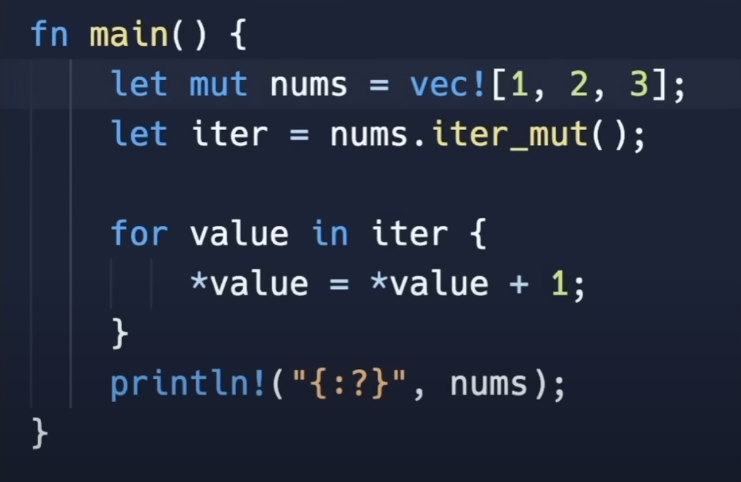 fn main() {
    let mut nums = vec![1, 2, 3];
    let iter = nums.iter_mut();

    for value in iter {
        *value = *value + 1;
    }
    println!("{:?}", nums);
}